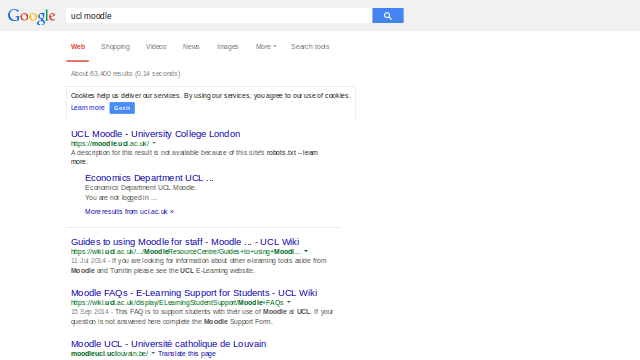 Google
ucl moodle
Web Shopping Videos News Images More Search tools
About 63,400 results (0.14 seconds)
Cookies help us deliver our services. By using our services, you agree to our use of cookies.
Learn more Got it
UCL Moodle - University College London
https://moodle.ucl.ac.uk/
A description for this result is not available because of this site's robots.txt – learn
more.
Economics Department UCL ...
Economics Department UCL Moodle.
You are not logged in ...
More results from ucl.ac.uk »
Guides to using Moodle for staff - Moodle ... - UCL Wiki
https://wiki.ucl.ac.uk/.../MoodleResourceCentre/Guides+to+using+Moodl...
11 Jul 2014 - If you are looking for information about other e-learning tools aside from
Moodle and Turnitin please see the UCL E-Learning website.
Moodle FAQs - E-Learning Support for Students - UCL Wiki
https://wiki.ucl.ac.uk/display/ELearningStudentSupport/Moodle+FAQs
15 Sep 2014 - This FAQ is to support students with their use of Moodle at UCL. If your
question is not answered here complete the Moodle Support Form.
Moodle UCL - Université catholique de Louvain
moodleucl.uclouvain.be/ Translate this page